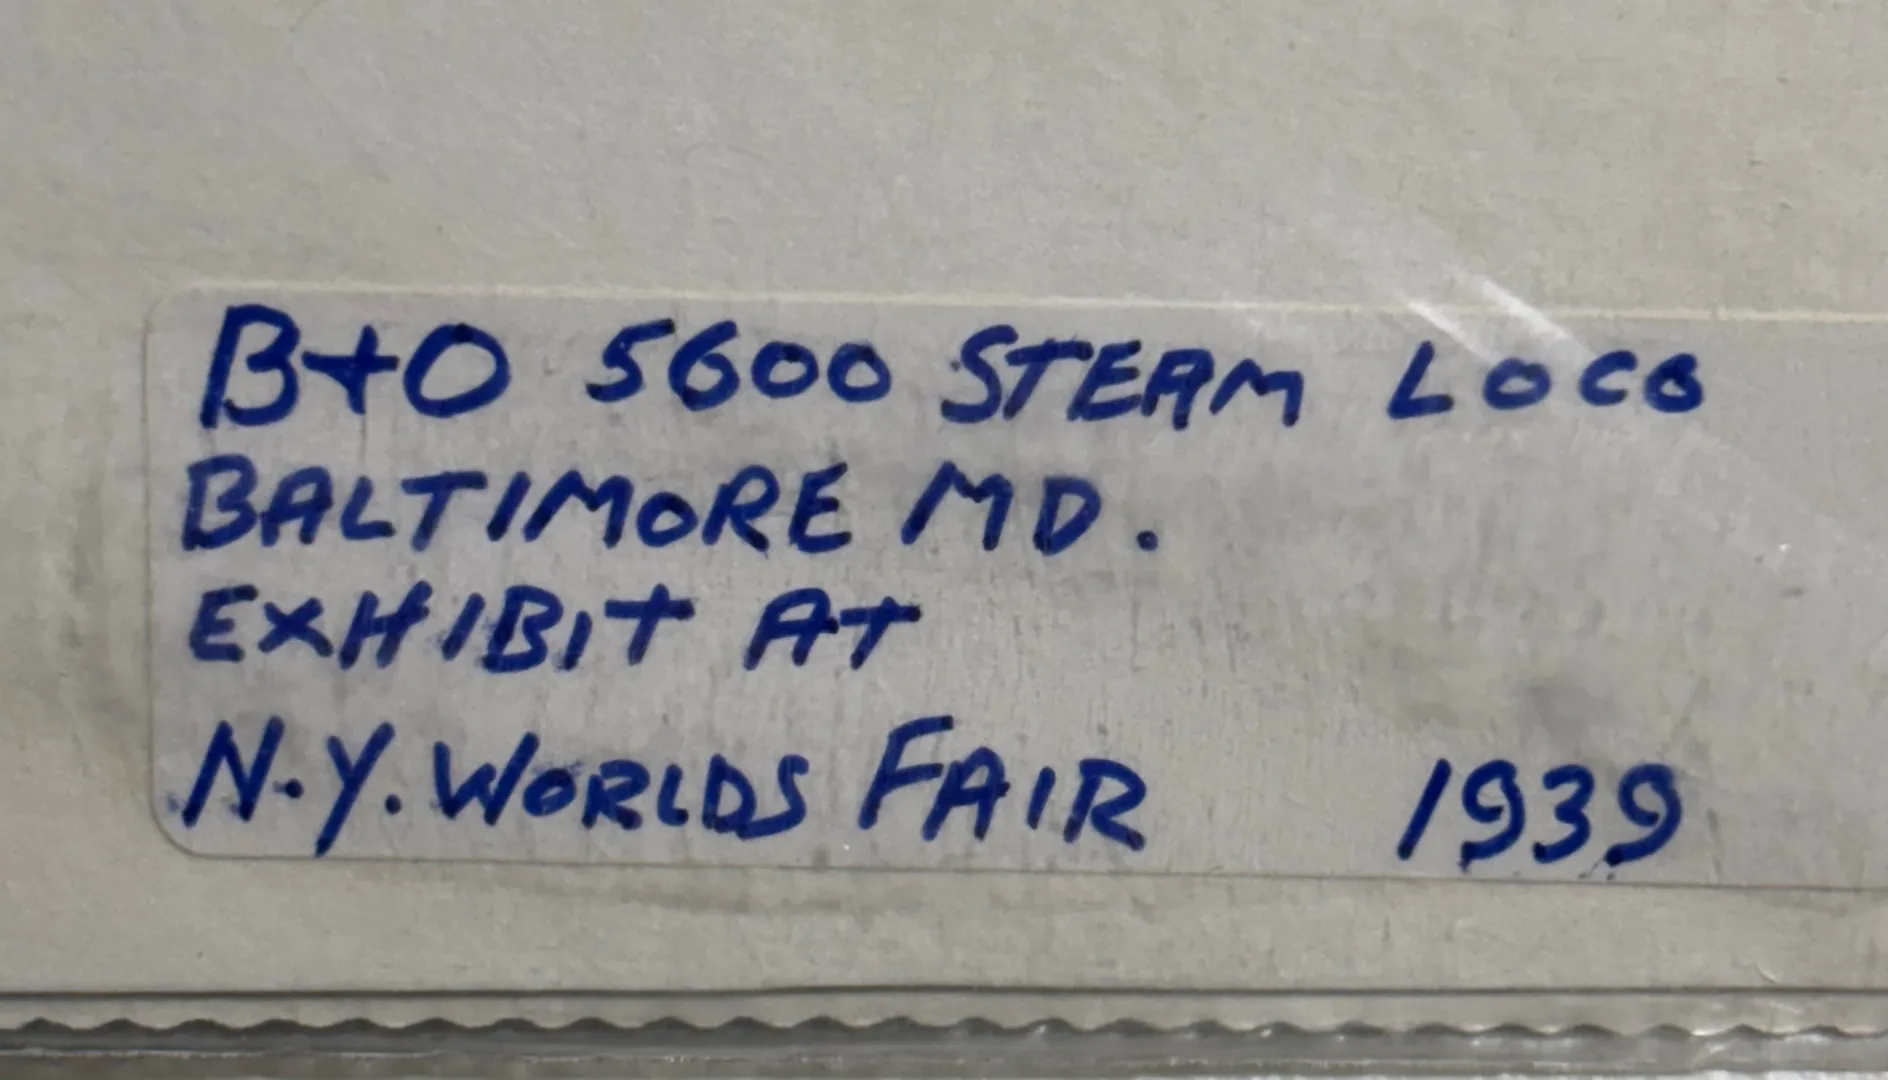 B+O 5600 STEAM LOCO
BALTIMORE MD.
EXHIBIT AT
N.Y. WORLDS FAIR 1939